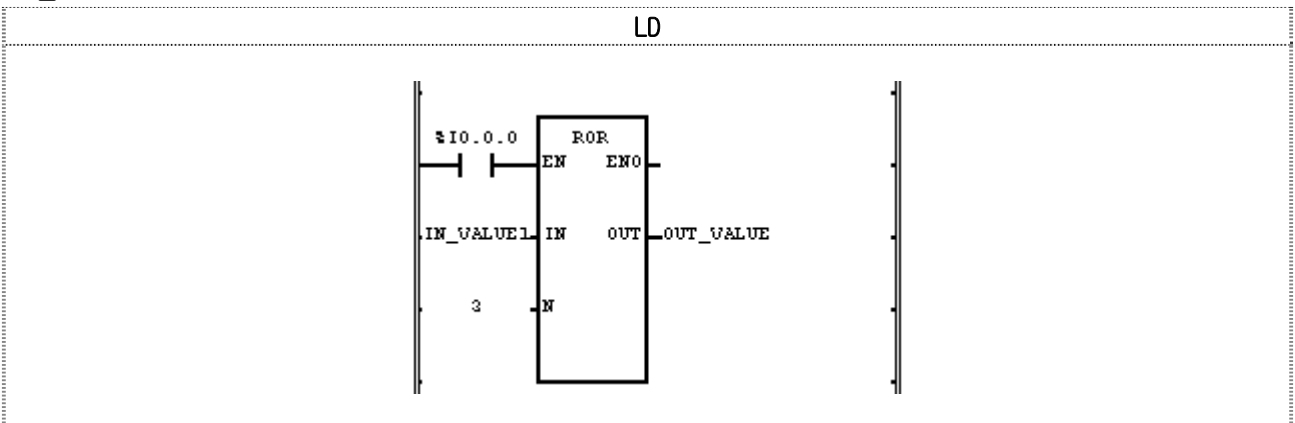 LD
%I0.0.0 ROR
EN ENO
IN_VALUE1 IN OUT OUT_VALUE
3 N